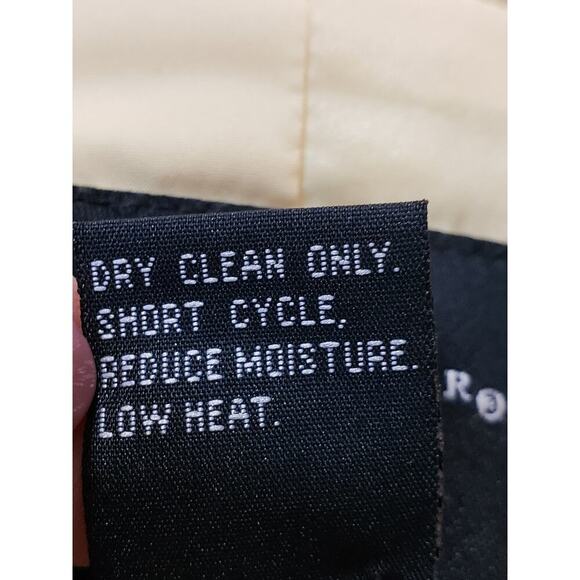 DRY CLEAN ONLY.
SHORT CYCLE,
REDUCE MOISTURE.
LOW HEAT.
R®